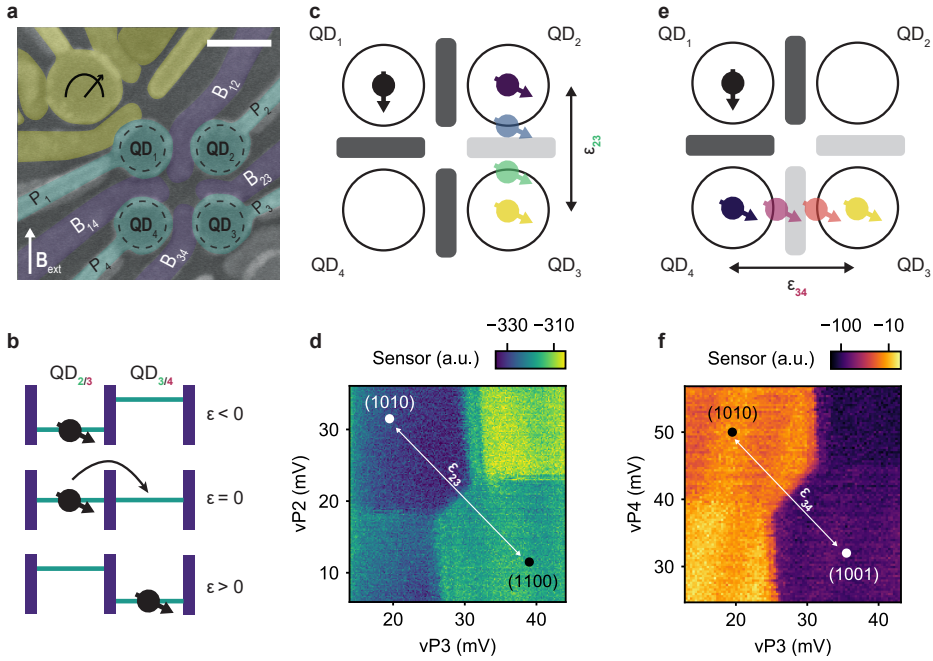 a
B₁₂
P₂
QD₁
QD₂
B₂₃
P₁
P₃
B₁₄
QD₄
QD₃
B_ext
P₄
B₃₄
b
QD₂/₃
QD₃/₄
ε < 0
ε = 0
ε > 0
c
QD₁
QD₂
ε₂₃
QD₄
QD₃
d
Sensor (a.u.)
−330
−310
(1010)
ε₂₃
(1100)
30
20
10
vP2 (mV)
20
30
40
vP3 (mV)
e
QD₁
QD₂
QD₄
QD₃
ε₃₄
f
Sensor (a.u.)
−100
−10
(1010)
ε₃₄
(1001)
50
40
30
vP4 (mV)
20
30
40
vP3 (mV)